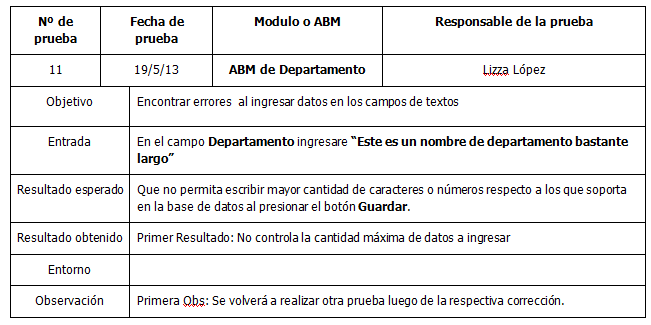 Nº de prueba Fecha de prueba Modulo o ABM Responsable de la prueba
11 19/5/13 ABM de Departamento Lizza López
Objetivo Encontrar errores al ingresar datos en los campos de textos
Entrada En el campo Departamento ingresare “Este es un nombre de departamento bastante
largo”
Resultado esperado Que no permita escribir mayor cantidad de caracteres o números respecto a los que soporta
en la base de datos al presionar el botón Guardar.
Resultado obtenido Primer Resultado: No controla la cantidad máxima de datos a ingresar
Entorno
Observación Primera Obs: Se volverá a realizar otra prueba luego de la respectiva corrección.